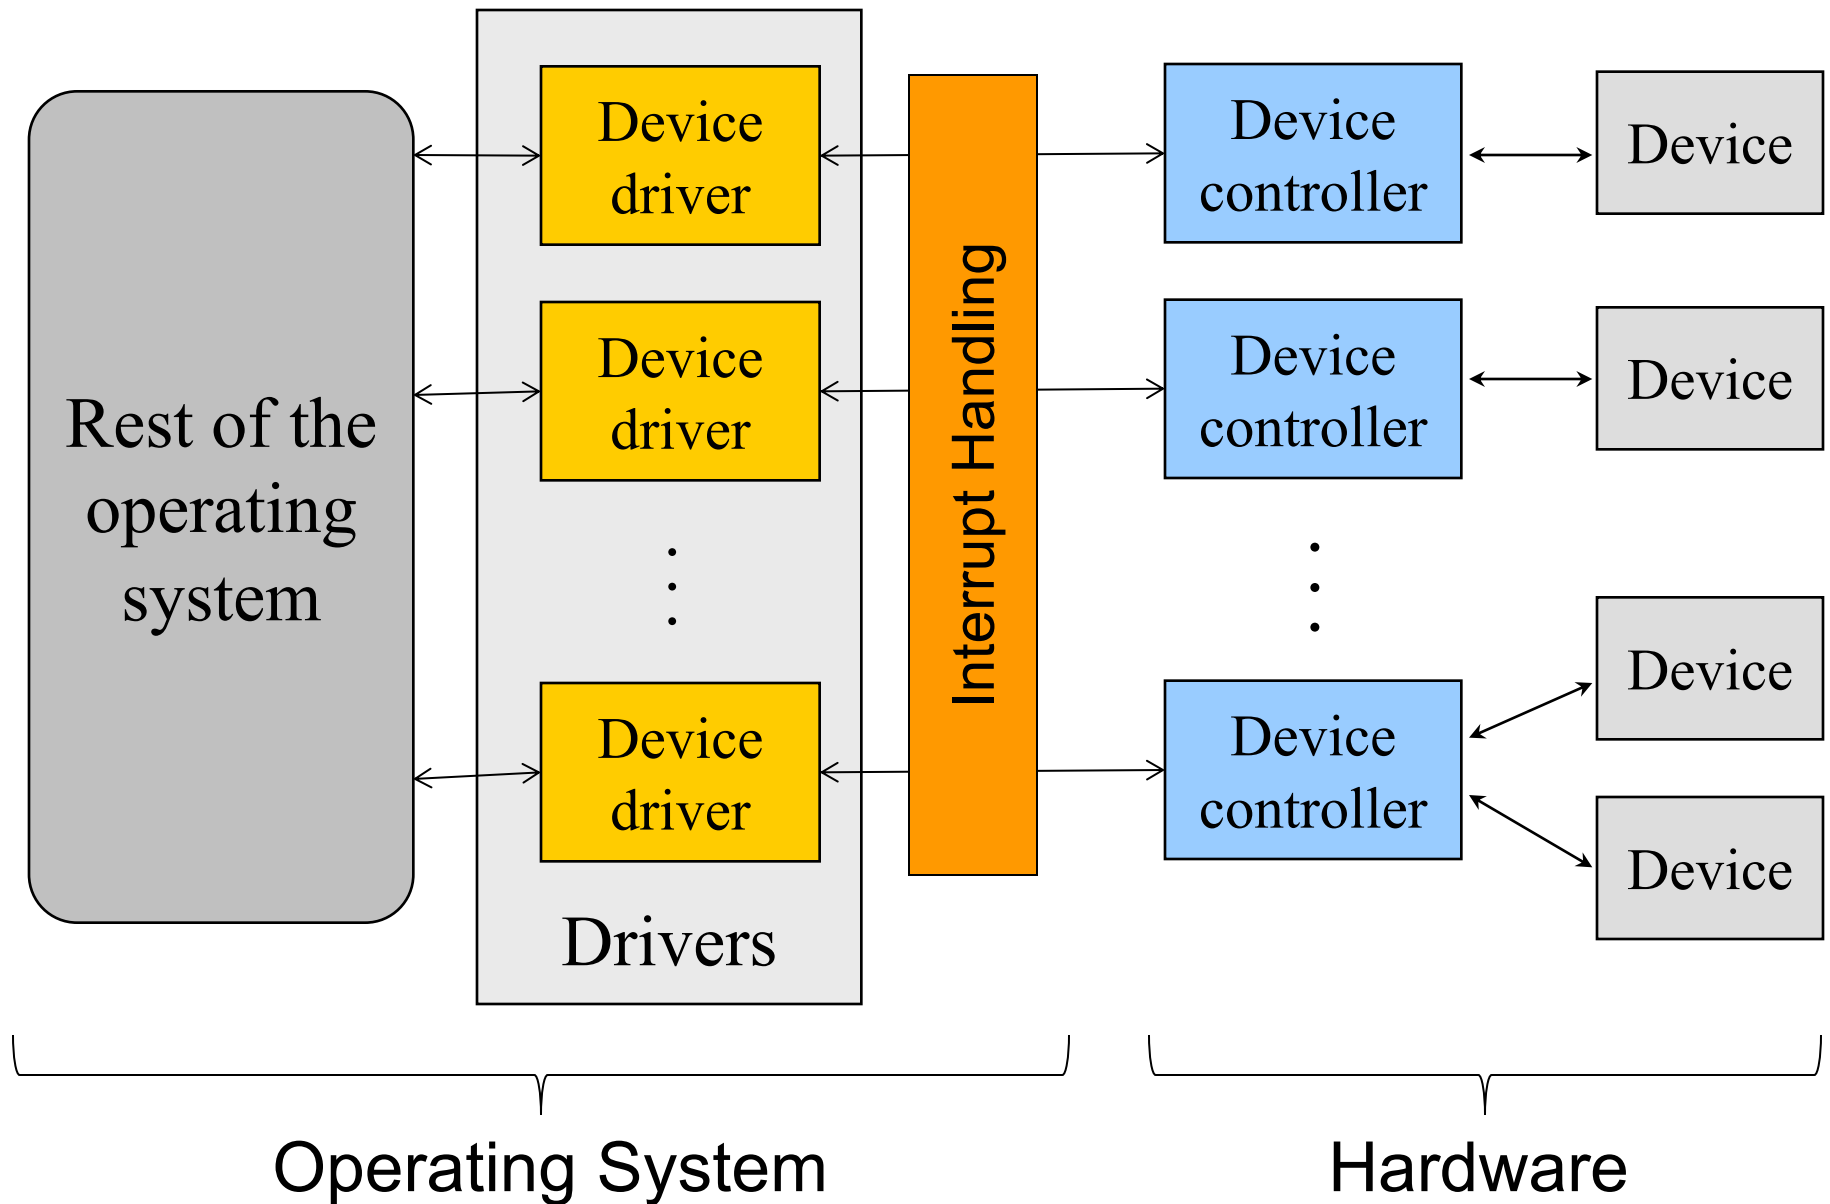 Rest of the
operating
system
Device
driver
Device
driver
Device
driver
Drivers
Interrupt Handling
Device
controller
Device
controller
Device
controller
Device
Device
Device
Device
Operating System
Hardware